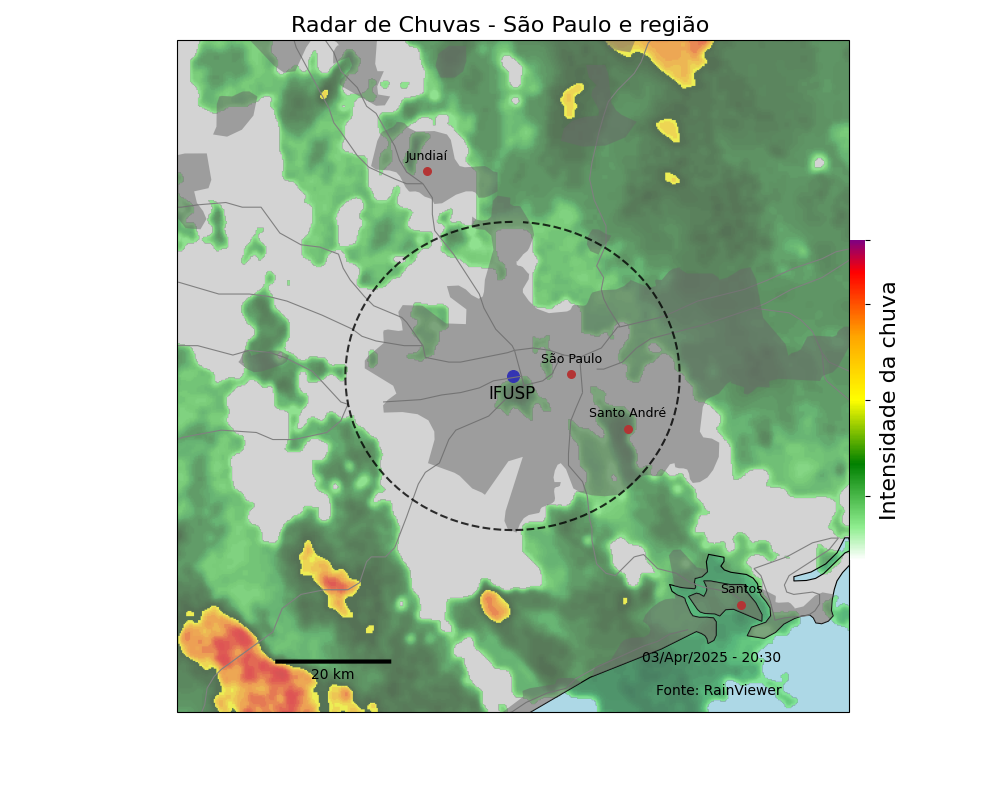 Radar de Chuvas - São Paulo e região
Jundiaí
São Paulo
IFUSP
Santo André
Santos
03/Apr/2025 - 20:30
20 km
Fonte: RainViewer
Intensidade da chuva